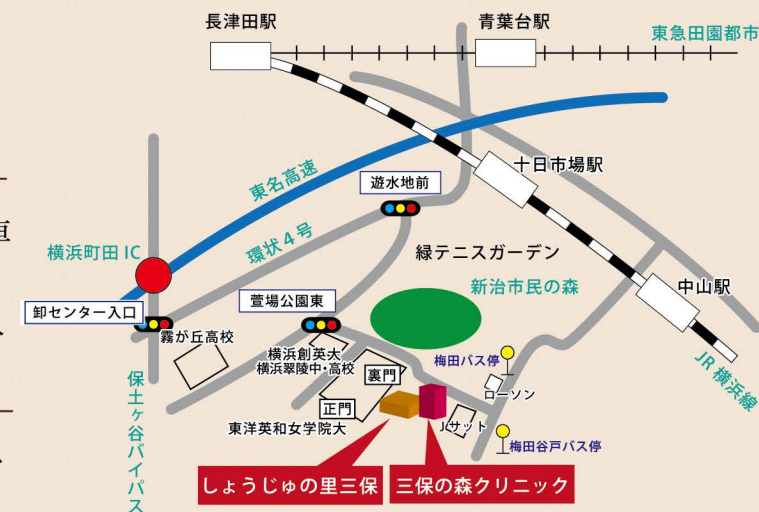 長津田駅
青葉台駅
東急田園都市
十日市場駅
東名高速
遊水地前
環状4号
緑テニスガーデン
横浜町田IC
新治市民の森
中山駅
卸センター入口
萱場公園東
霧が丘高校
横浜創英大
横浜翠陵中・高校
梅田バス停
JR横浜線
裏門
ローソン
保土ヶ谷バイパス
正門
東洋英和女学院大
Jサット
梅田谷戸バス停
しょうじゅの里三保
三保の森クリニック